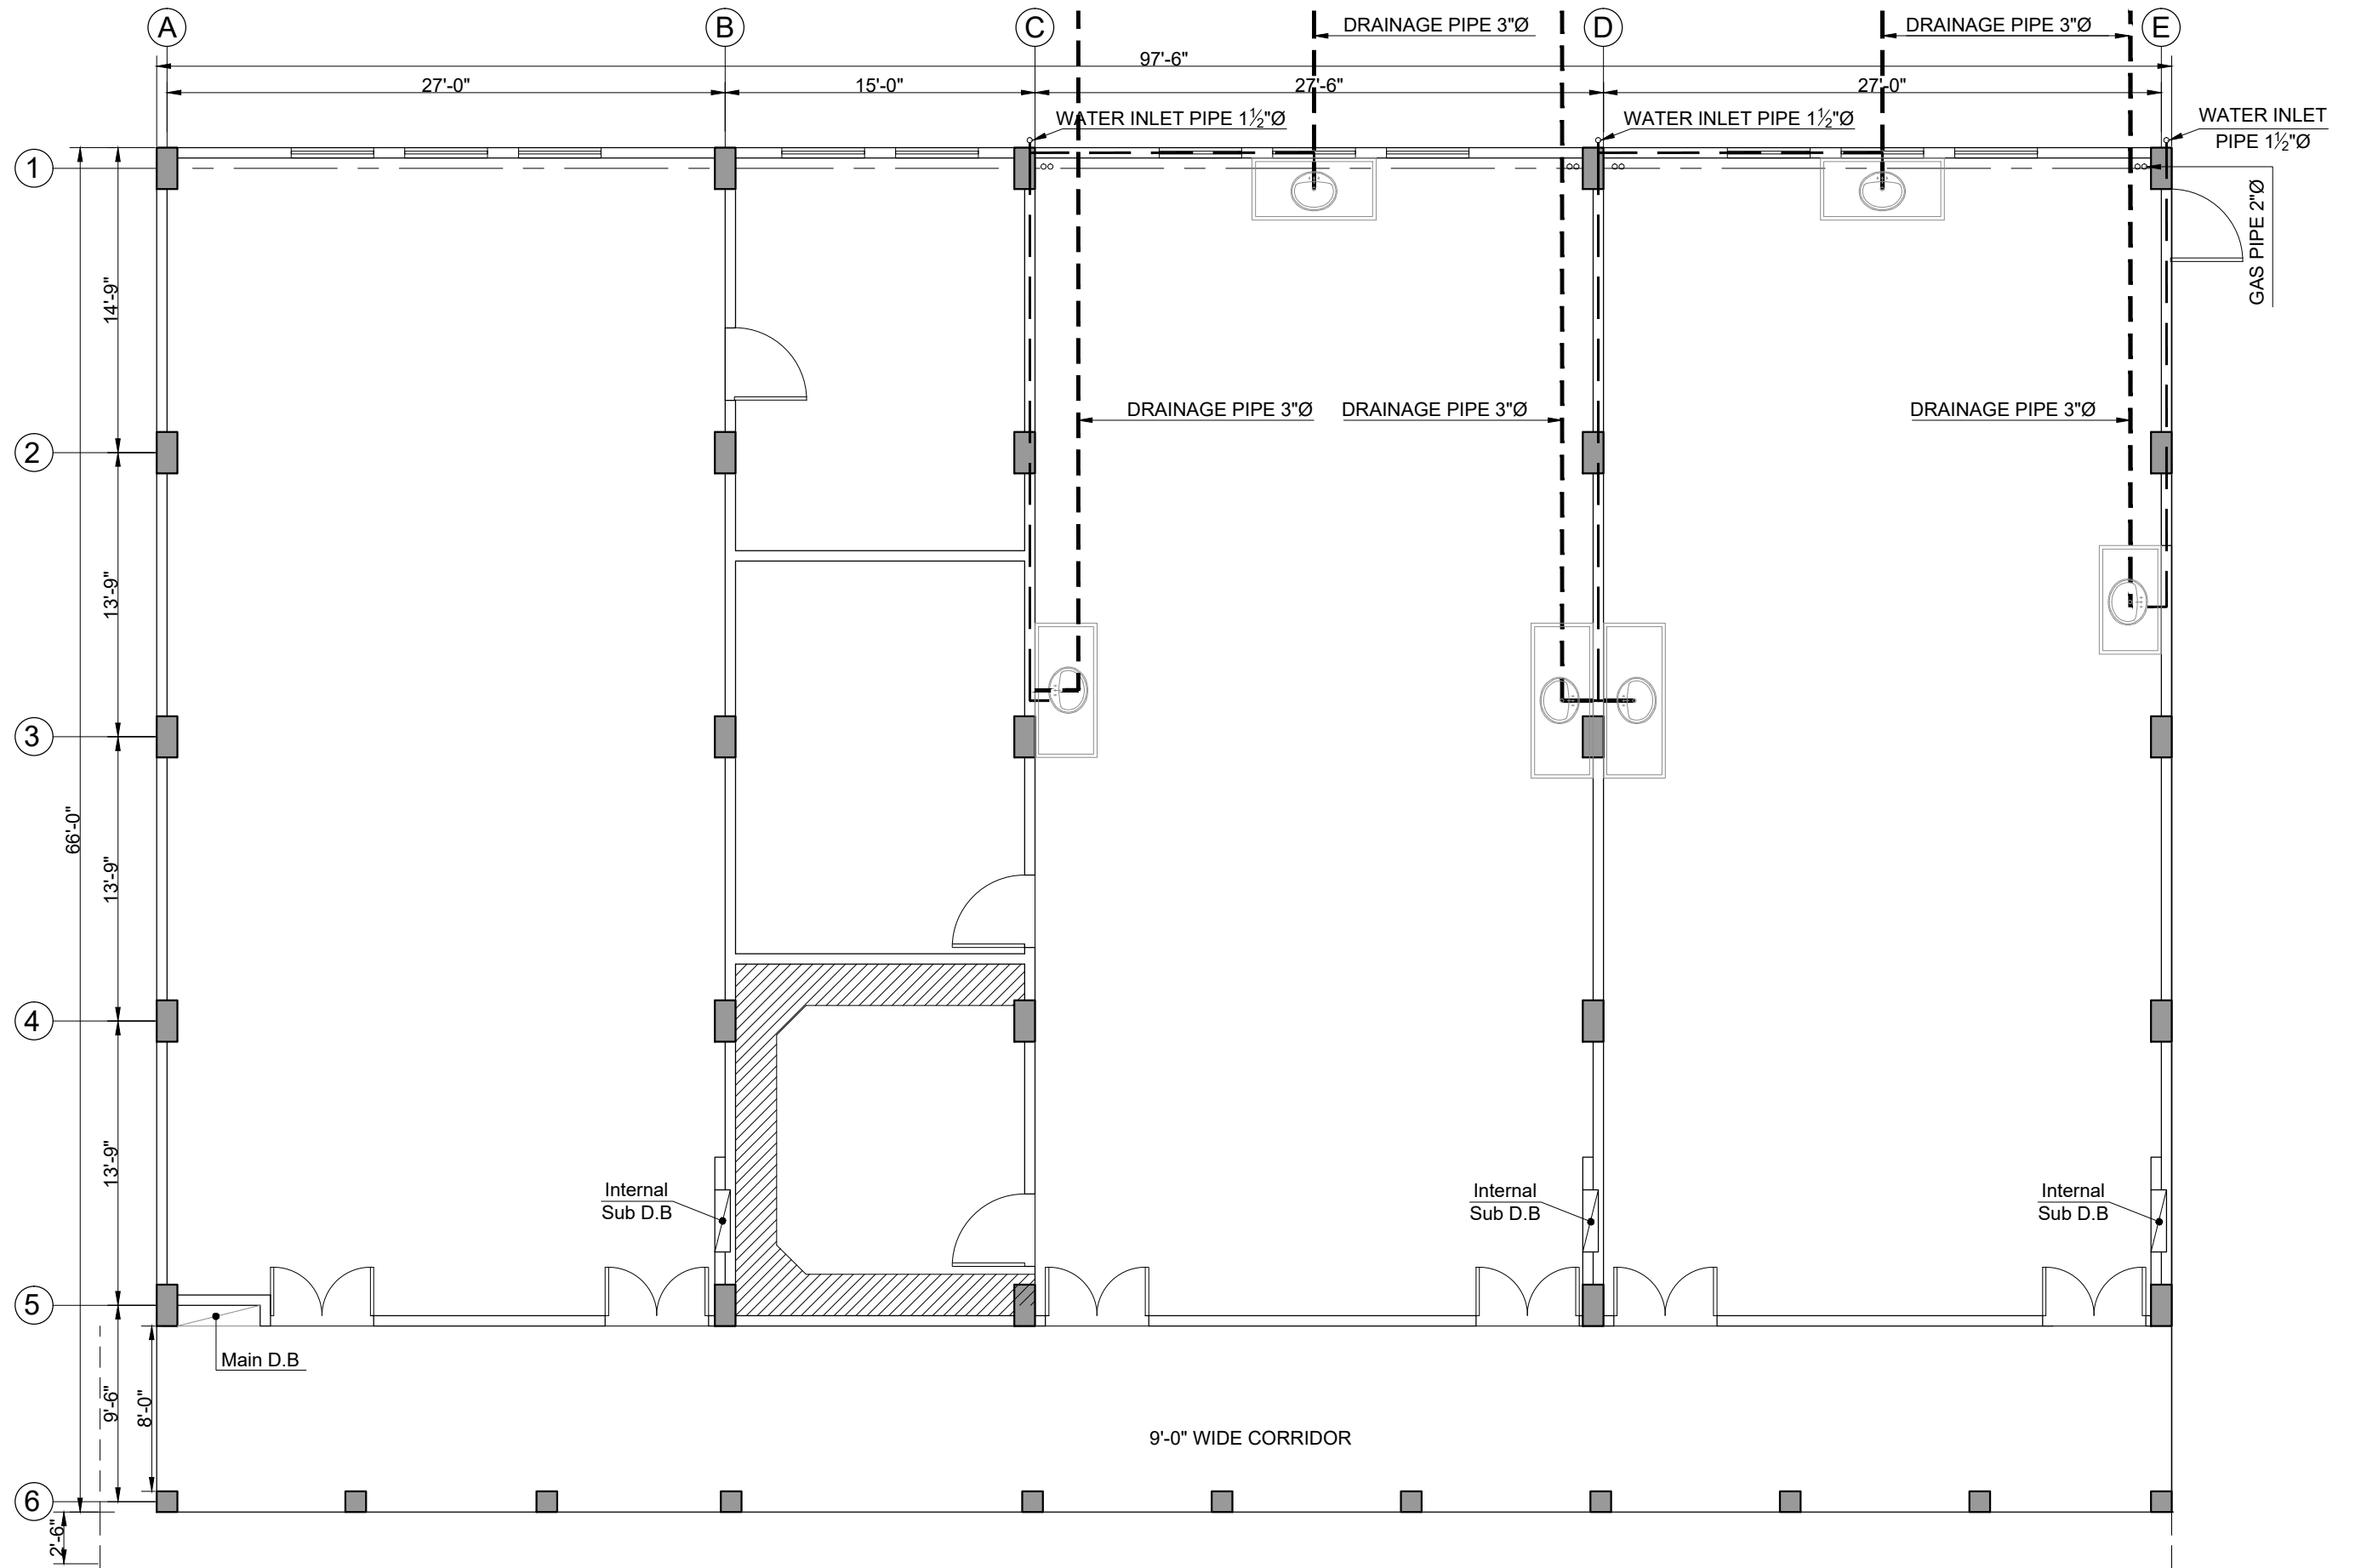 A
B
C
D
E
DRAINAGE PIPE 3"Ø
DRAINAGE PIPE 3"Ø
97'-6"
27'-0"
15'-0"
27'-6"
27'-0"
WATER INLET PIPE 1½"Ø
WATER INLET PIPE 1½"Ø
WATER INLET
PIPE 1½"Ø
GAS PIPE 2"Ø
1
14'-9"
DRAINAGE PIPE 3"Ø
DRAINAGE PIPE 3"Ø
DRAINAGE PIPE 3"Ø
2
13'-9"
3
66'-0"
13'-9"
4
13'-9"
Internal
Sub D.B
Internal
Sub D.B
Internal
Sub D.B
5
Main D.B
9'-6"
8'-0"
9'-0" WIDE CORRIDOR
6
2'-6"